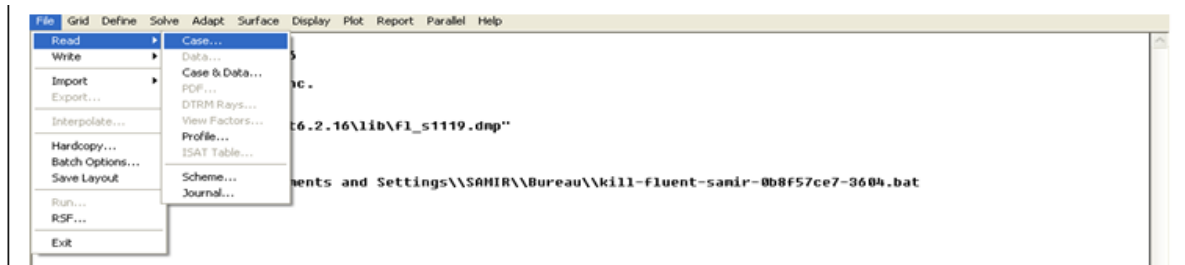 File Grid Define Solve Adapt Surface Display Plot Report Parallel Help
Read
Write
Import
Export...
Interpolate...
Hardcopy...
Batch Options...
Save Layout
Run...
RSF...
Exit
Case...
Data...
Case & Data...
PDF...
DTRM Rays...
View Factors...
Profile...
ISAT Table...
Scheme...
Journal...
nc.
t6.2.16\lib\fl_s1119.dmp"
ments and Settings\\SAMIR\\Bureau\\kill-fluent-samir-0b8f57ce7-3604.bat